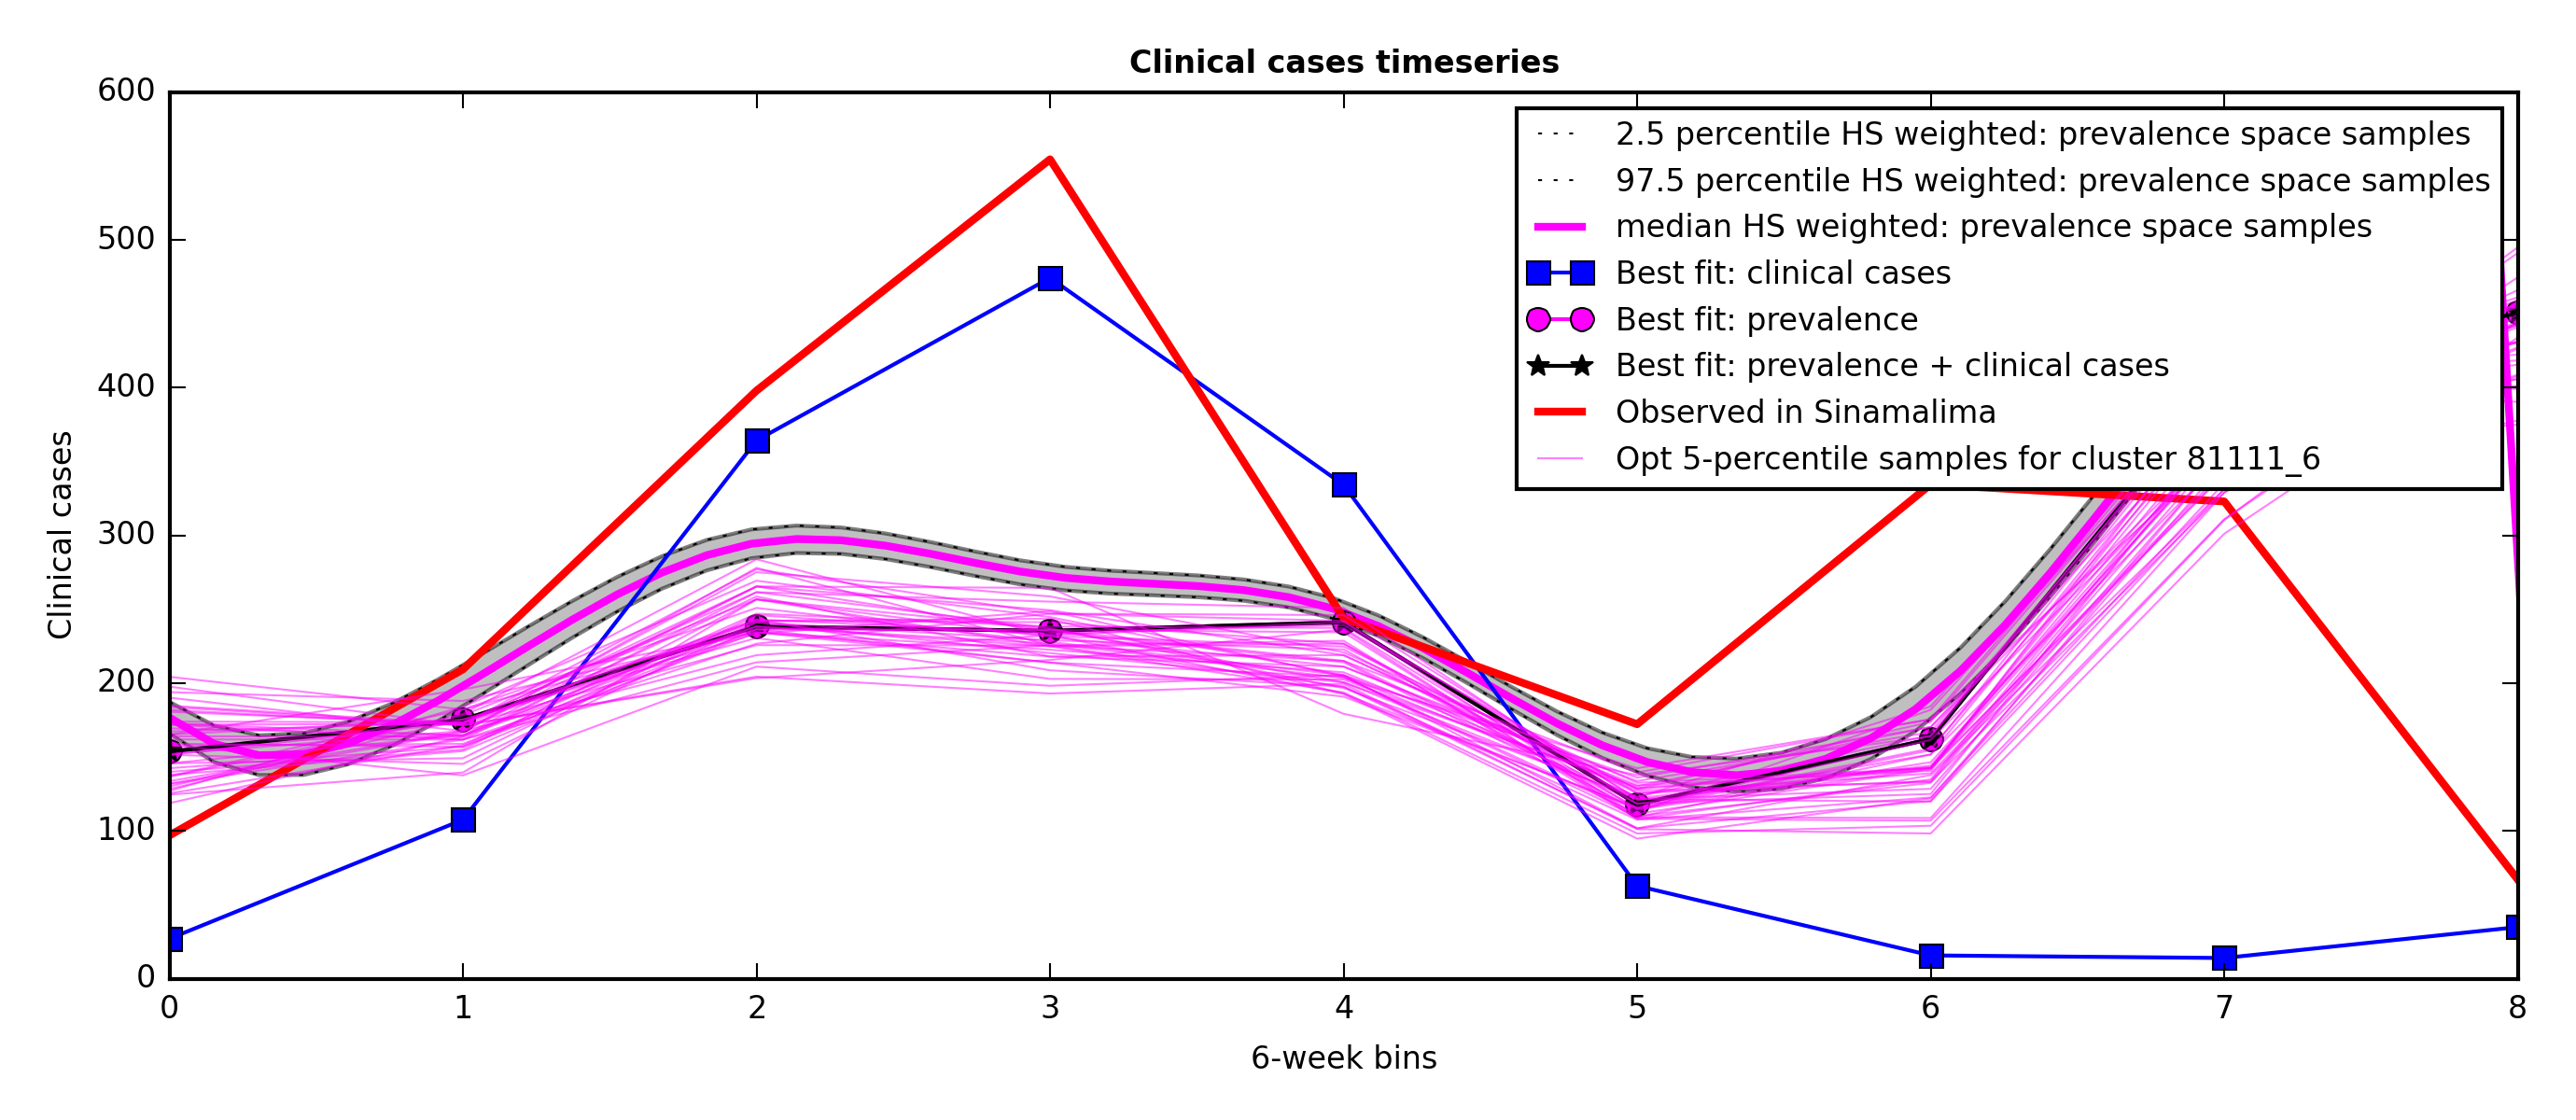 Clinical cases timeseries
600
500
400
300
200
100
0
Clinical cases
2.5 percentile HS weighted: prevalence space samples
97.5 percentile HS weighted: prevalence space samples
median HS weighted: prevalence space samples
Best fit: clinical cases
Best fit: prevalence
Best fit: prevalence + clinical cases
Observed in Sinamalima
Opt 5-percentile samples for cluster 81111_6
0 1 2 3 4 5 6 7 8
6-week bins